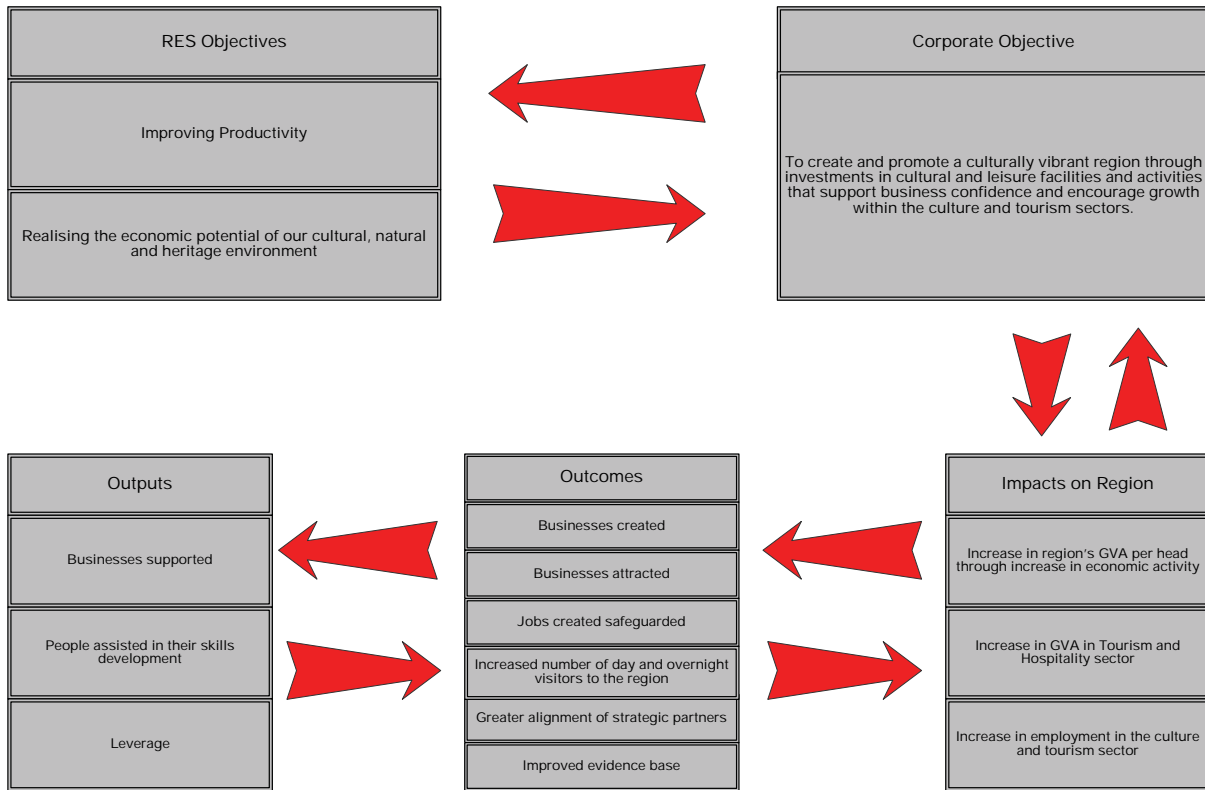 RES Objectives
Improving Productivity
Realising the economic potential of our cultural, natural
and heritage environment
Corporate Objective
To create and promote a culturally vibrant region through
investments in cultural and leisure facilities and activities
that support business confidence and encourage growth
within the culture and tourism sectors.
Outputs
Businesses supported
People assisted in their skills
development
Leverage
Outcomes
Businesses created
Businesses attracted
Jobs created safeguarded
Increased number of day and overnight
visitors to the region
Greater alignment of strategic partners
Improved evidence base
Impacts on Region
Increase in region's GVA per head
through increase in economic activity
Increase in GVA in Tourism and
Hospitality sector
Increase in employment in the culture
and tourism sector